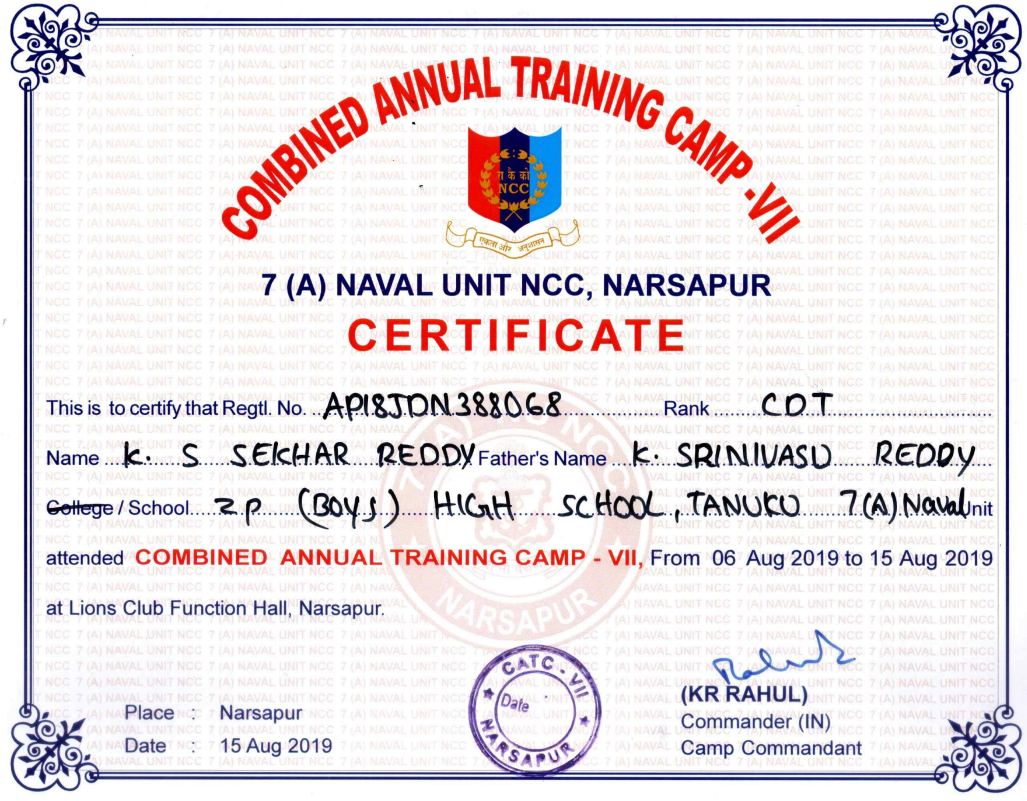 COMBINED ANNUAL TRAINING CAMP - VII
रा के को
NCC
एकता और अनुशासन
7 (A) NAVAL UNIT NCC, NARSAPUR
CERTIFICATE
This is to certify that Regtl. No. AP18JDN388068 Rank CDT
Name K. S SEKHAR REDDY Father's Name K. SRINIVASU REDDY
College / School Z P (BOYS) HIGH SCHOOL, TANUKU 7(A) Naval Unit
attended COMBINED ANNUAL TRAINING CAMP - VII, From 06 Aug 2019 to 15 Aug 2019
at Lions Club Function Hall, Narsapur.
CATC - VII
Date
NARSAPUR
(KR RAHUL)
Commander (IN)
Camp Commandant
Place : Narsapur
Date : 15 Aug 2019